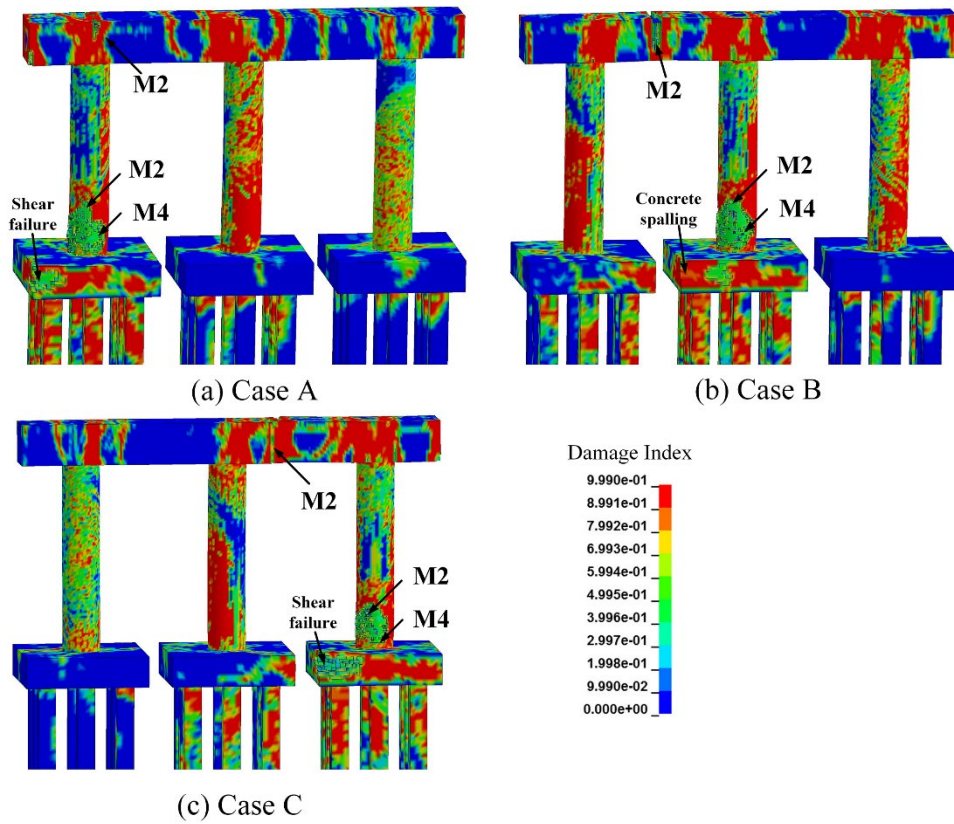 M2
M2
M4
Shear
failure
(a) Case A
M2
M2
Concrete
spalling
M4
(b) Case B
M2
M2
Shear
failure
M4
(c) Case C
Damage Index
9.990e-01
8.991e-01
7.992e-01
6.993e-01
5.994e-01
4.995e-01
3.996e-01
2.997e-01
1.998e-01
9.990e-02
0.000e+00